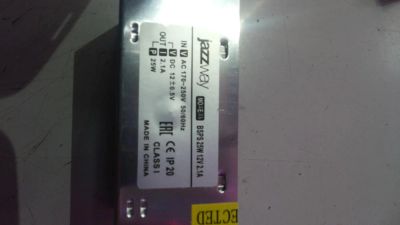 jazzway
MODEL BSPS 25W 12V 2.1A
IN V AC 170~250V 50/60Hz
OUT I 2.1A
V DC 12±0.5V
P 25W
EAC CE IP 20
CLASS I
MADE IN CHINA
ECTED